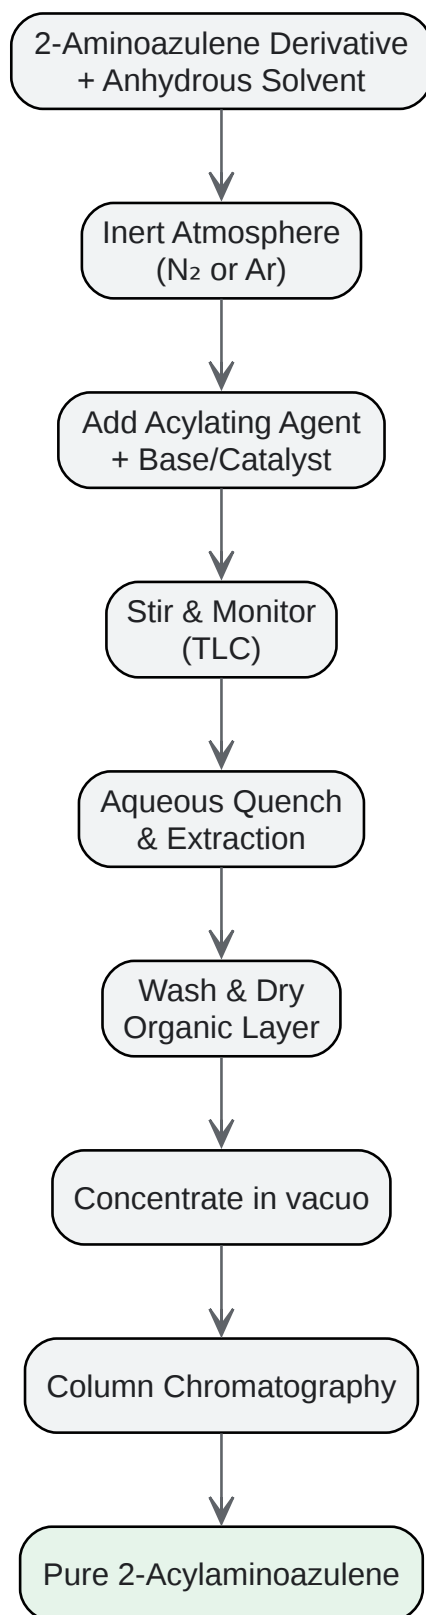 2-Aminoazulene Derivative
+ Anhydrous Solvent
Inert Atmosphere
(N₂ or Ar)
Add Acylating Agent
+ Base/Catalyst
Stir & Monitor
(TLC)
Aqueous Quench
& Extraction
Wash & Dry
Organic Layer
Concentrate in vacuo
Column Chromatography
Pure 2-Acylaminoazulene